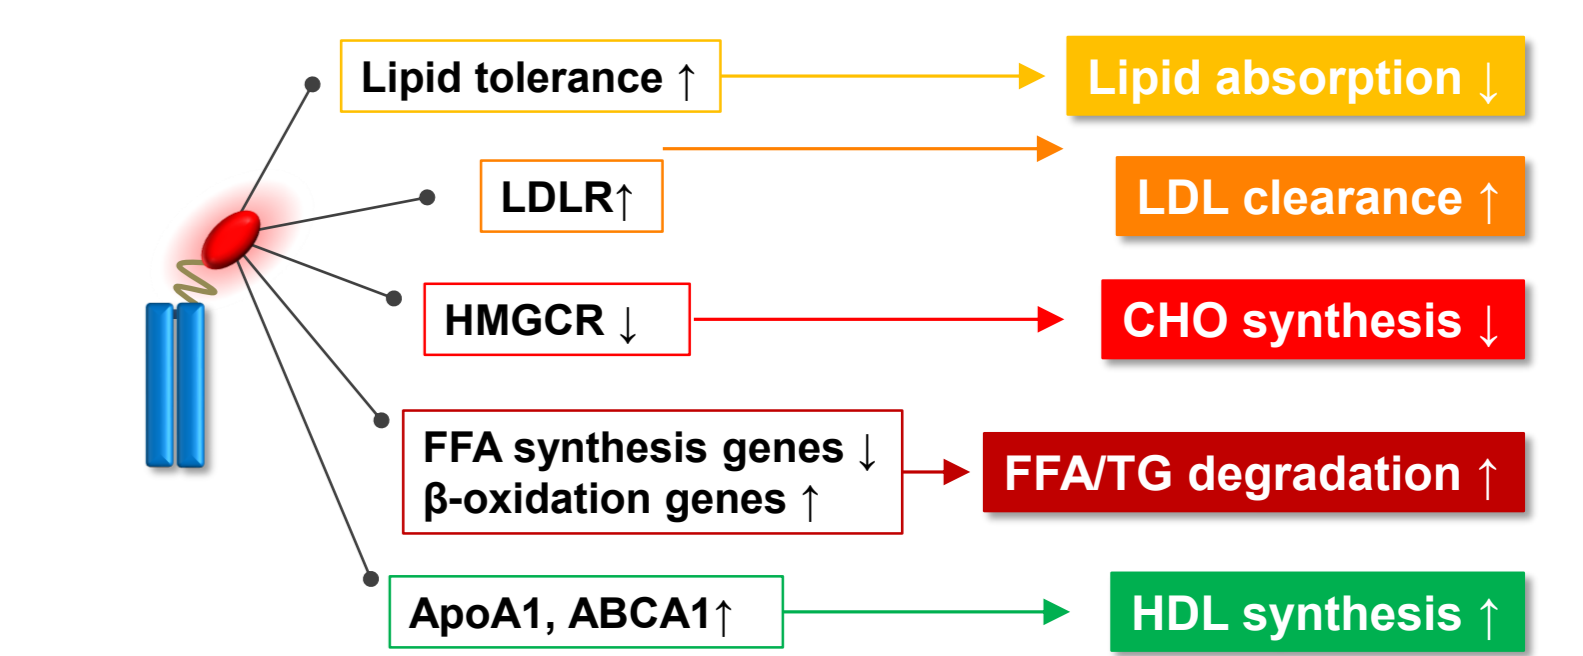 Lipid tolerance ↑
Lipid absorption ↓
LDLR↑
LDL clearance ↑
HMGCR ↓
CHO synthesis ↓
FFA synthesis genes ↓
β-oxidation genes ↑
FFA/TG degradation ↑
ApoA1, ABCA1↑
HDL synthesis ↑